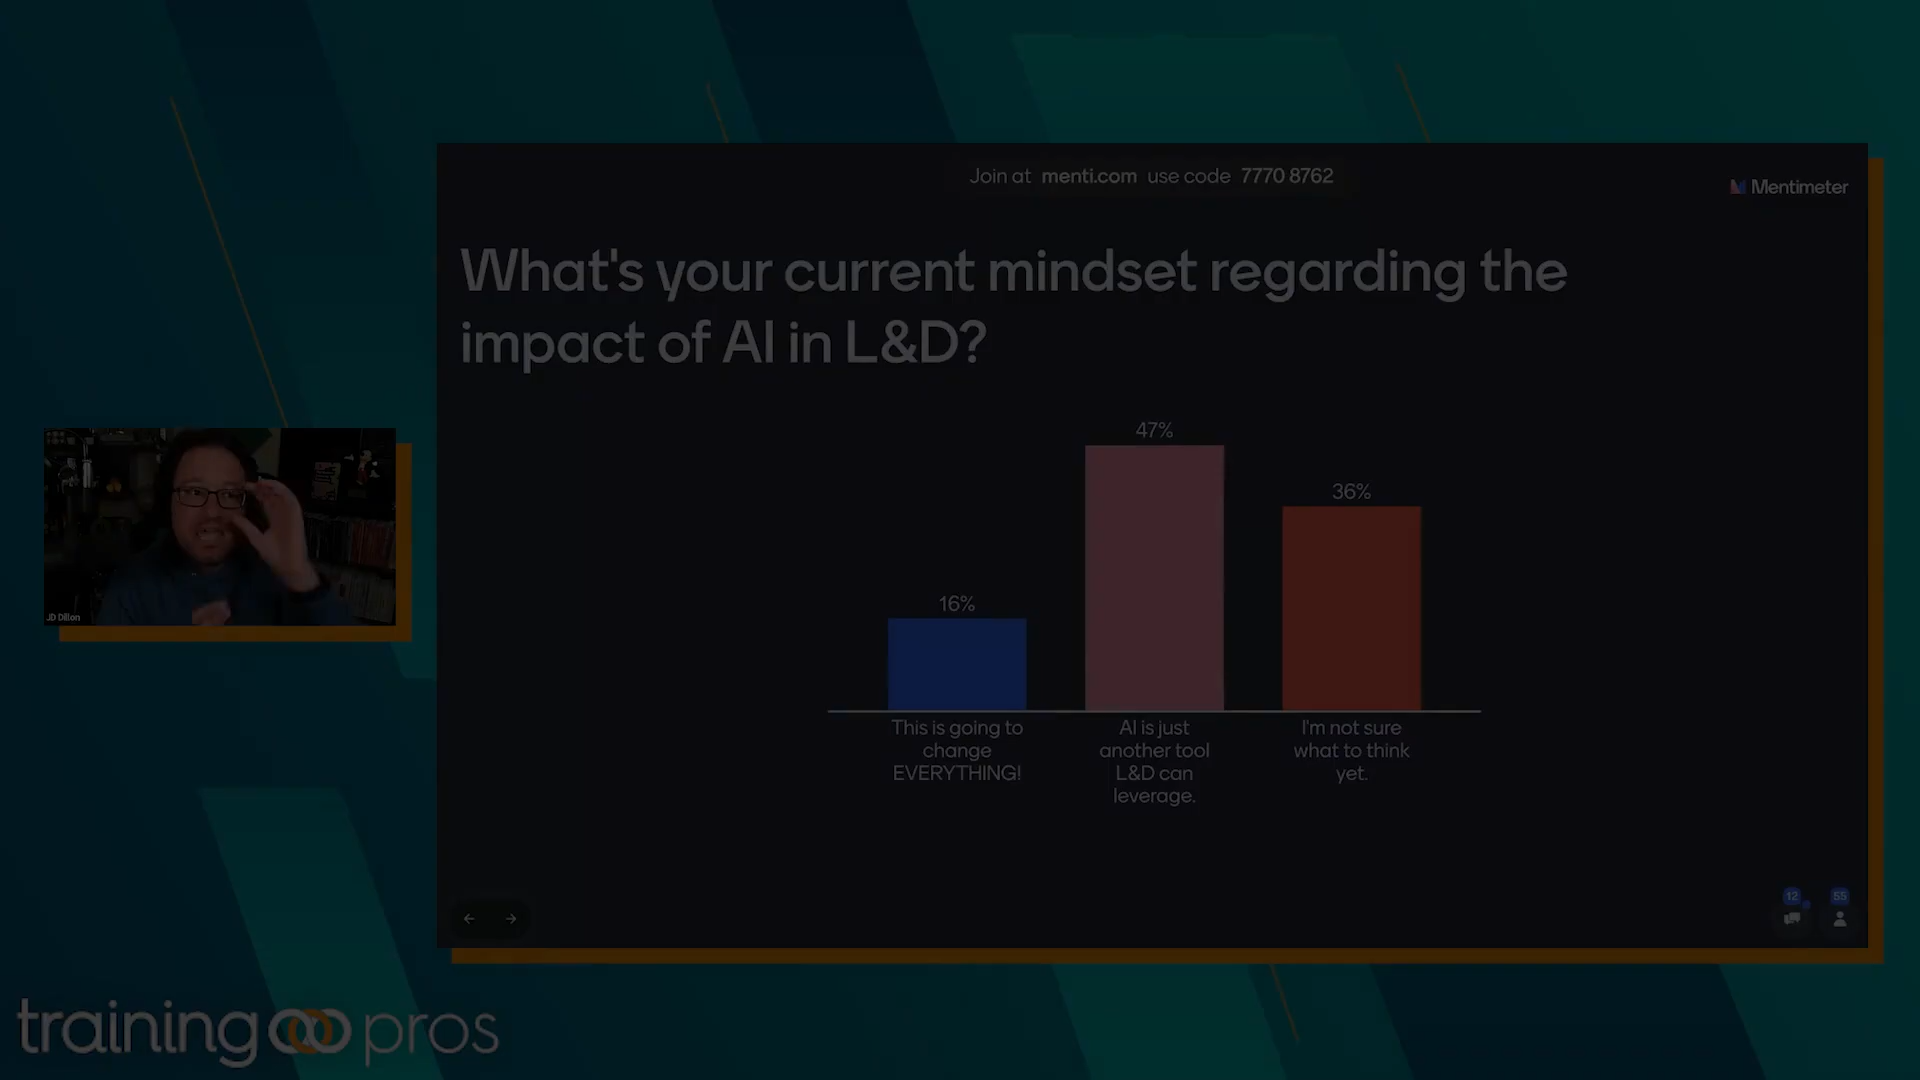 Join at menti.com use code 7770 8762
Mentimeter
What's your current mindset regarding the
impact of AI in L&D?
47%
36%
16%
This is going to
change
EVERYTHING!
AI is just
another tool
L&D can
leverage.
I'm not sure
what to think
yet.
JD Dillon
12
55
training pros